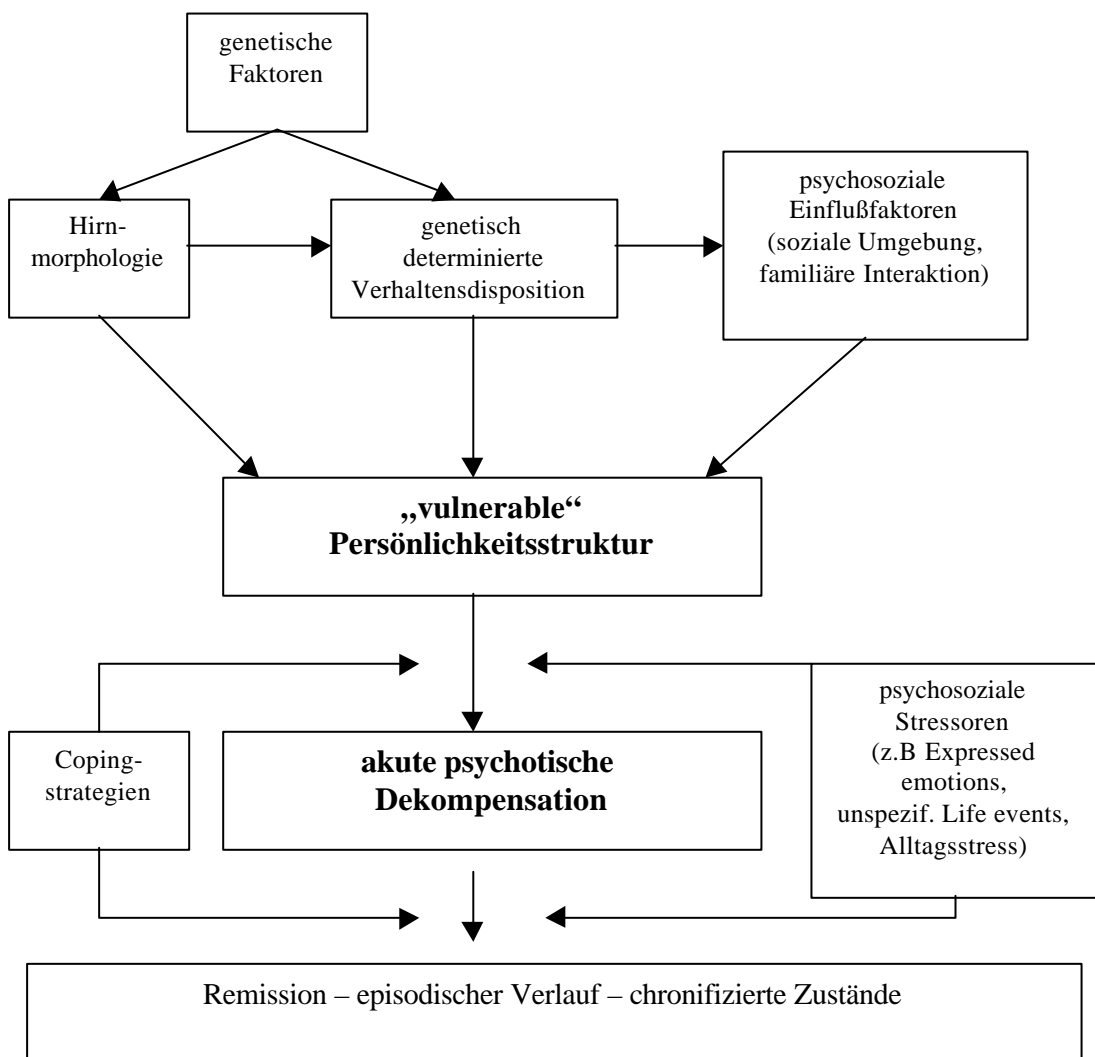 genetische
Faktoren
Hirn-
morphologie
genetisch
determinierte
Verhaltensdisposition
psychosoziale
Einflußfaktoren
(soziale Umgebung,
familiäre Interaktion)
„vulnerable“
Persönlichkeitsstruktur
Coping-
strategien
akute psychotische
Dekompensation
psychosoziale
Stressoren
(z.B Expressed
emotions,
unspezif. Life events,
Alltagsstress)
Remission – episodischer Verlauf – chronifizierte Zustände